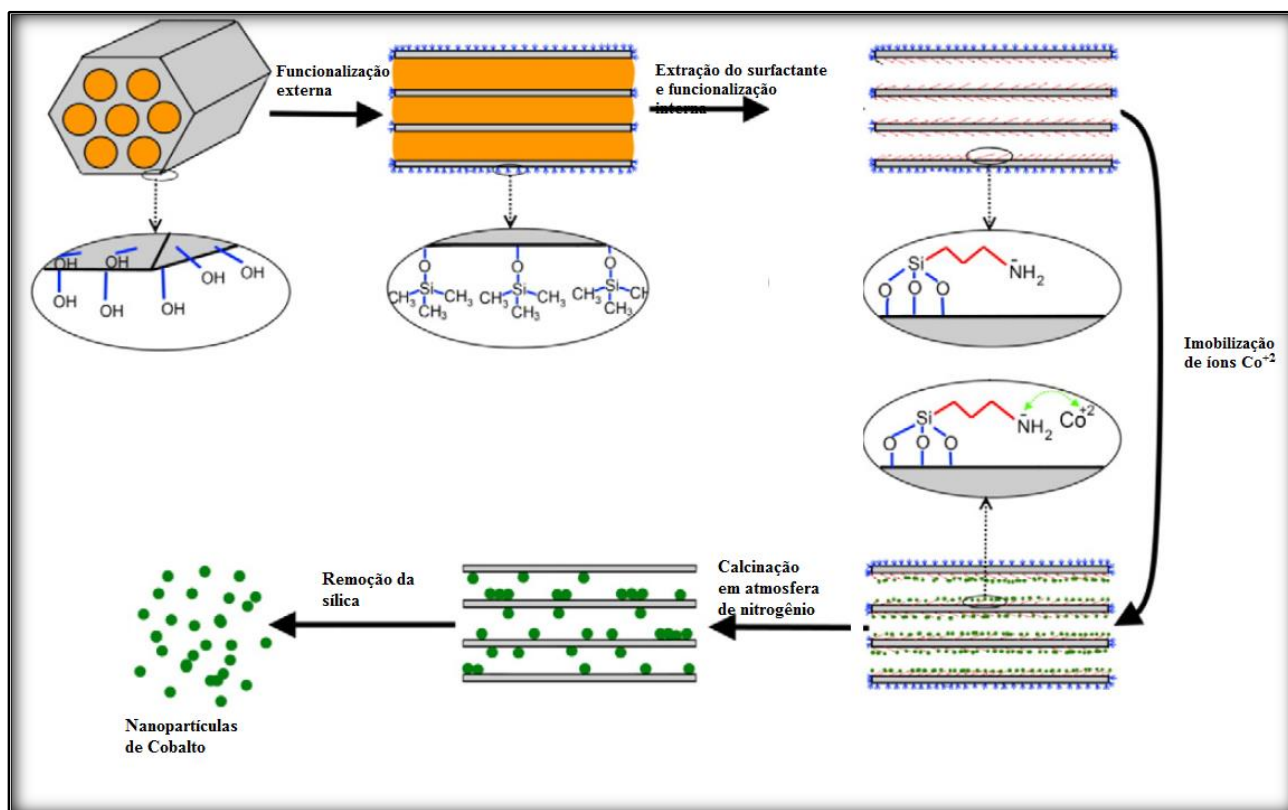 Funcionalização
externa
Extração do surfactante
e funcionalização
interna
OH OH OH OH
OH OH OH
O O O
Si Si Si
CH₃ CH₃ CH₃ CH₃ CH₃ CH
CH₃ CH₃ CH₃
Si
NH₂
O O O
Imobilização
de íons Co⁺²
Si
NH₂ Co⁺²
O O O
Calcinação
em atmosfera
de nitrogênio
Remoção da
sílica
Nanopartículas
de Cobalto